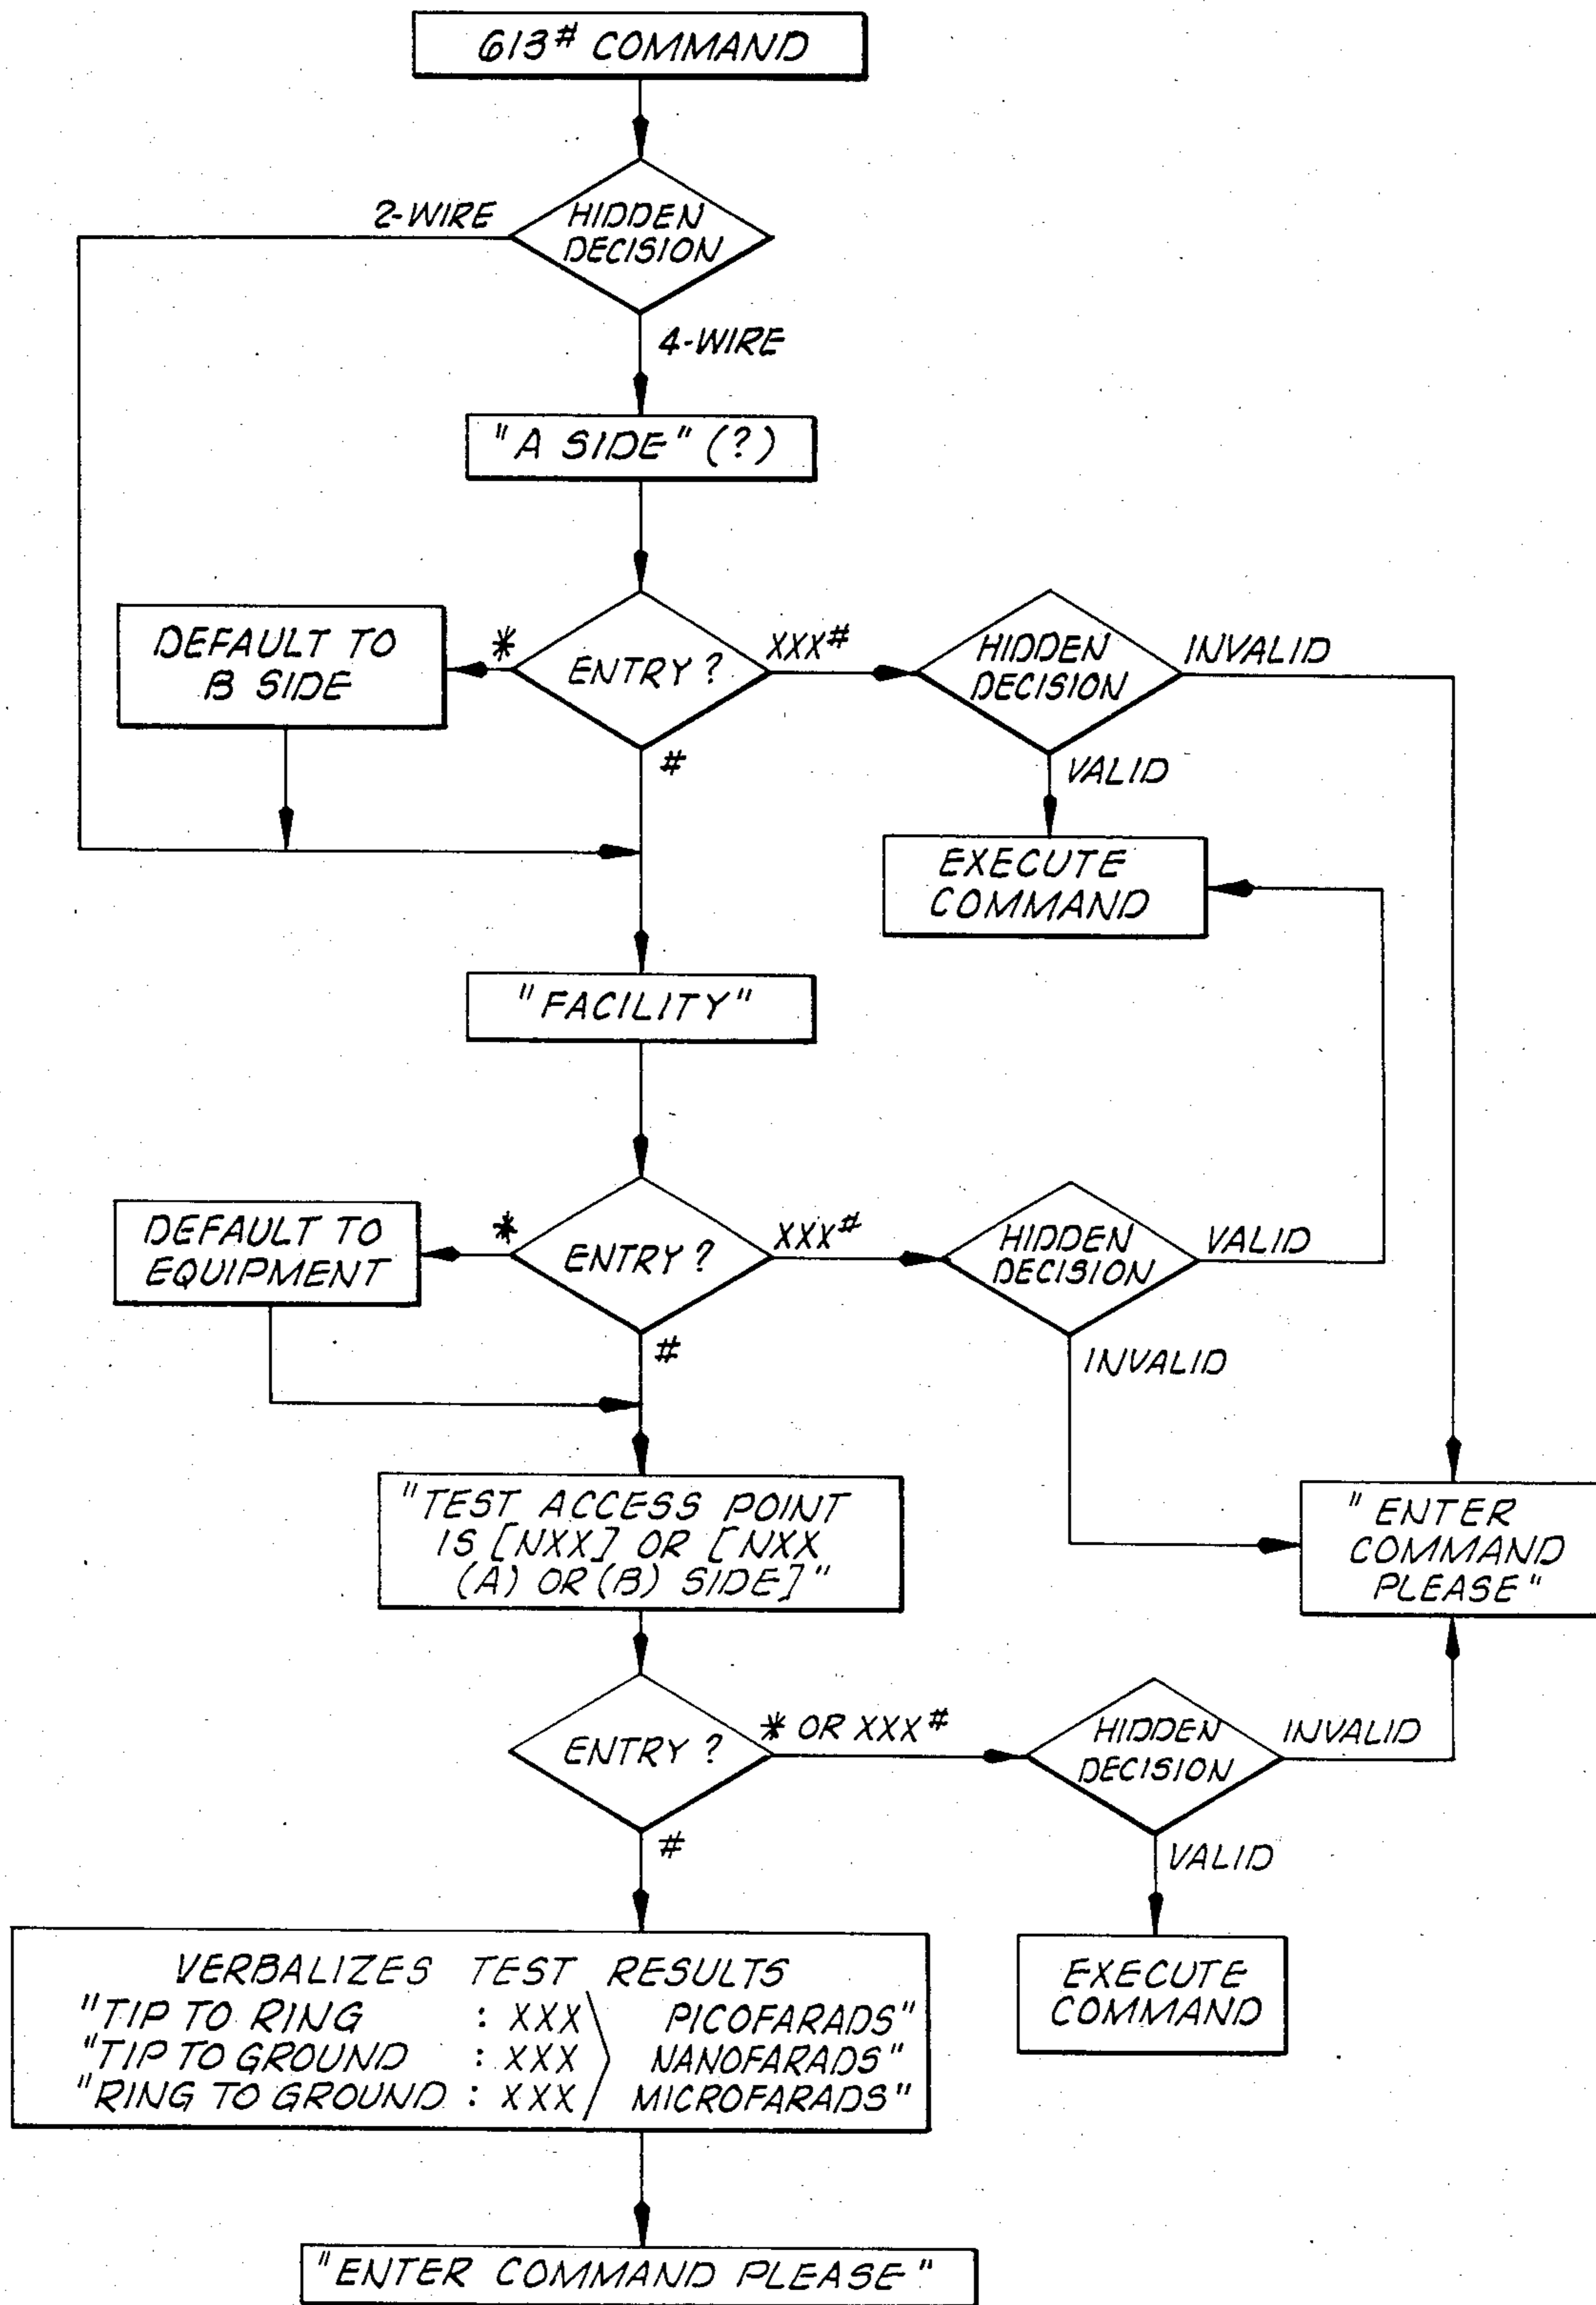 613# COMMAND
2-WIRE
HIDDEN
DECISION
4-WIRE
"A SIDE" (?)
DEFAULT TO
B SIDE
*
ENTRY ?
XXX#
HIDDEN
DECISION
INVALID
#
VALID
EXECUTE
COMMAND
"FACILITY"
DEFAULT TO
EQUIPMENT
*
ENTRY ?
XXX#
HIDDEN
DECISION
VALID
#
INVALID
"TEST ACCESS POINT
IS [NXX] OR [NXX
(A) OR (B) SIDE]"
"ENTER
COMMAND
PLEASE"
ENTRY ?
* OR XXX#
HIDDEN
DECISION
INVALID
#
VALID
VERBALIZES TEST RESULTS
"TIP TO RING : XXX PICOFARADS"
"TIP TO GROUND : XXX NANOFARADS"
"RING TO GROUND : XXX MICROFARADS"
EXECUTE
COMMAND
"ENTER COMMAND PLEASE"